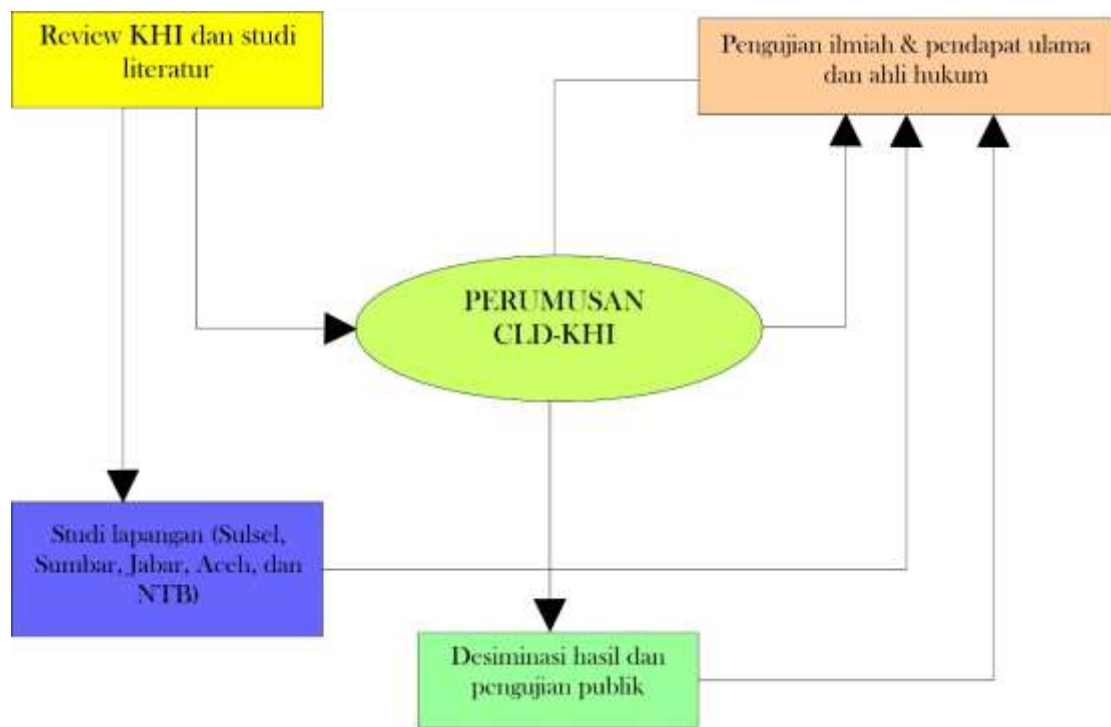 Review KHI dan studi
literatur
Pengujian ilmiah & pendapat ulama
dan ahli hukum
PERUMUSAN
CLD-KHI
Studi lapangan (Sulsel,
Sumbar, Jabar, Aceh, dan
NTB)
Desiminasi hasil dan
pengujian publik